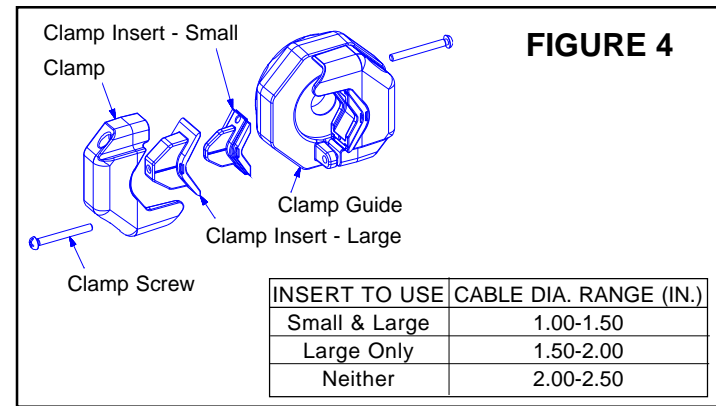 Clamp Insert - Small
Clamp
FIGURE 4
Clamp Guide
Clamp Insert - Large
Clamp Screw
INSERT TO USE CABLE DIA. RANGE (IN.)
Small & Large 1.00-1.50
Large Only 1.50-2.00
Neither 2.00-2.50